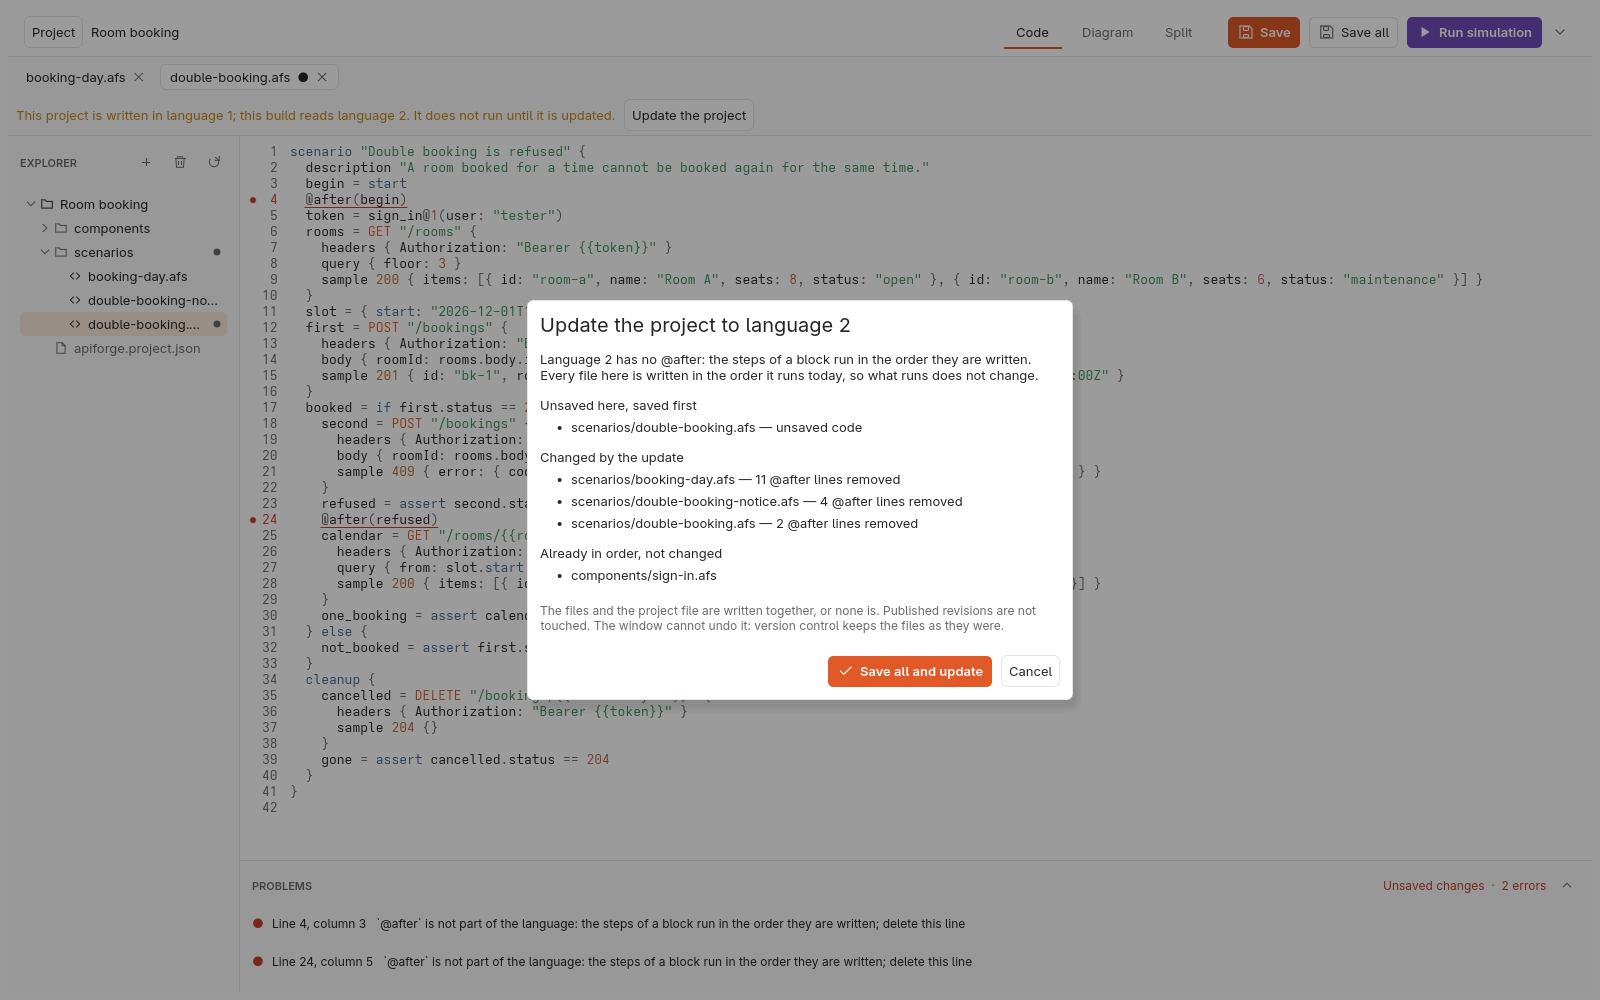 Project Room booking Code Diagram Split Save Save all Run simulation
booking-day.afs double-booking.afs
This project is written in language 1; this build reads language 2. It does not run until it is updated. Update the project
EXPLORER
Room booking
components
scenarios
booking-day.afs
double-booking-no...
double-booking....
apiforge.project.json
1 scenario "Double booking is refused" {
2 description "A room booked for a time cannot be booked again for the same time."
3 begin = start
4 @after(begin)
5 token = sign_in@1(user: "tester")
6 rooms = GET "/rooms" {
7 headers { Authorization: "Bearer {{token}}" }
8 query { floor: 3 }
9 sample 200 { items: [{ id: "room-a", name: "Room A", seats: 8, status: "open" }, { id: "room-b", name: "Room B", seats: 6, status: "maintenance" }] }
10 }
11 slot = { start: "2026-12-01T
12 first = POST "/bookings" {
13 headers { Authorization:
14 body { roomId: rooms.body.
15 sample 201 { id: "bk-1", :00Z" }
16 }
17 booked = if first.status ==
18 second = POST "/bookings"
19 headers { Authorization:
20 body { roomId: rooms.body
21 sample 409 { error: { } }
22 }
23 refused = assert
24 @after(refused)
25 calendar = GET
26 headers { Authorization:
27 query { from: slot.start
28 sample 200 { items: [{ ] }
29 }
30 one_booking = assert
31 } else {
32 not_booked = assert
33 }
34 cleanup {
35 cancelled = DELETE
36 headers { Authorization: "Bearer {{token}}" }
37 sample 204 {}
38 }
39 gone = assert cancelled.status == 204
40 }
41 }
42
Update the project to language 2
Language 2 has no @after: the steps of a block run in the order they are written.
Every file here is written in the order it runs today, so what runs does not change.
Unsaved here, saved first
• scenarios/double-booking.afs — unsaved code
Changed by the update
• scenarios/booking-day.afs — 11 @after lines removed
• scenarios/double-booking-notice.afs — 4 @after lines removed
• scenarios/double-booking.afs — 2 @after lines removed
Already in order, not changed
• components/sign-in.afs
The files and the project file are written together, or none is. Published revisions are not
touched. The window cannot undo it: version control keeps the files as they were.
Save all and update Cancel
PROBLEMS Unsaved changes · 2 errors
Line 4, column 3 `@after` is not part of the language: the steps of a block run in the order they are written; delete this line
Line 24, column 5 `@after` is not part of the language: the steps of a block run in the order they are written; delete this line